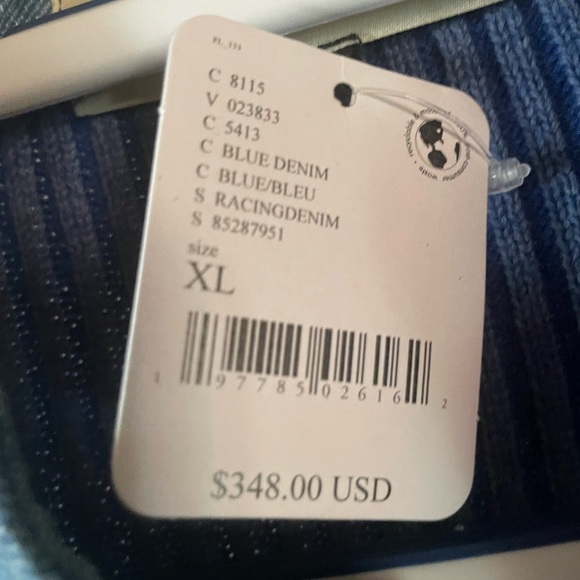 C 8115
V 023833
C 5413
C BLUE DENIM
C BLUE/BLEU
S RACINGDENIM
S 85287951
size
XL
1 97785 02616 2
$348.00 USD